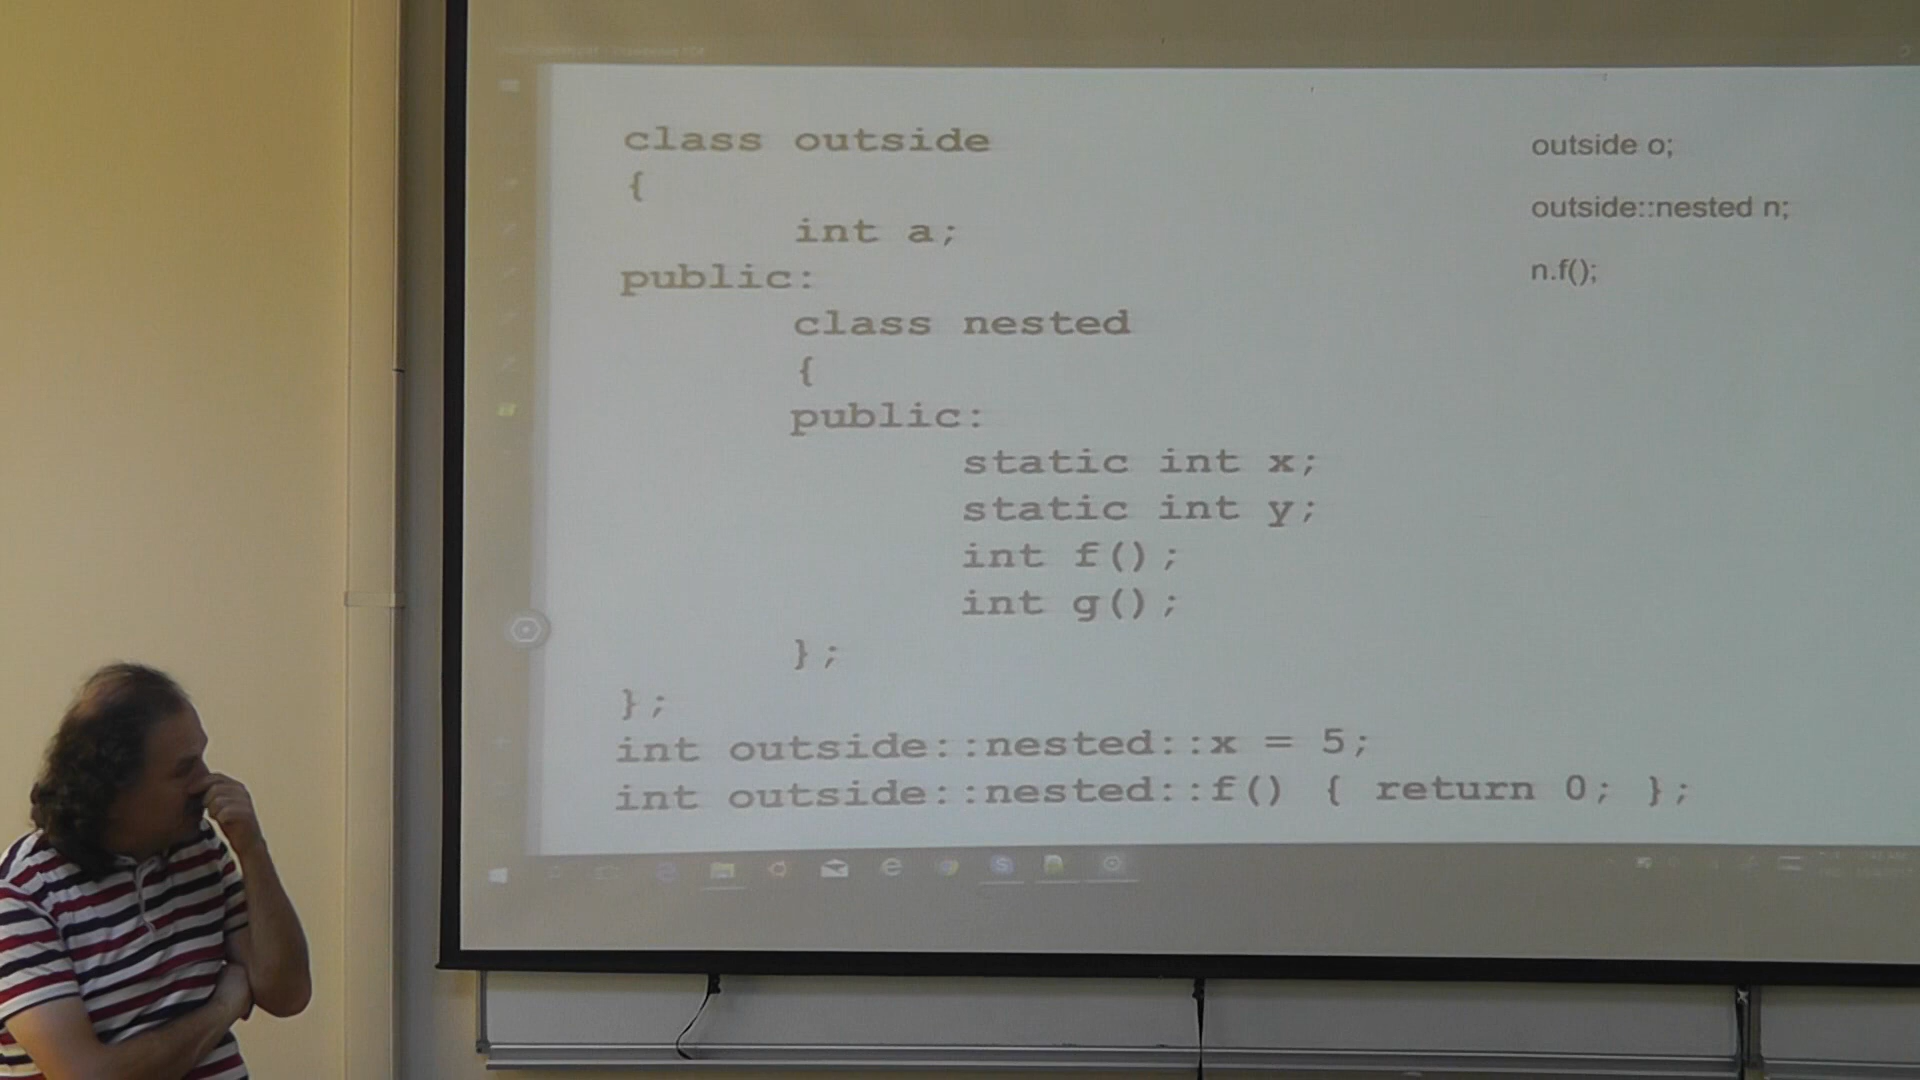 class outside
{
int a;
public:
class nested
{
public:
static int x;
static int y;
int f();
int g();
};
};
int outside::nested::x = 5;
int outside::nested::f() { return 0; };
outside o;
outside::nested n;
n.f();